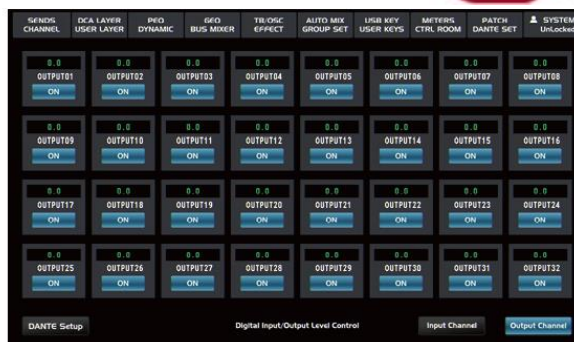 SENDS DCA LAYER PEQ GEQ TB/OSC AUTO MIX USB KEY METERS PATCH SYSTEM
CHANNEL USER LAYER DYNAMIC BUS MIXER EFFECT GROUP SET USER KEYS CTRL ROOM DANTE SET UnLocked
0.0 0.0 0.0 0.0 0.0 0.0 0.0 0.0
OUTPUT01 OUTPUT02 OUTPUT03 OUTPUT04 OUTPUT05 OUTPUT06 OUTPUT07 OUTPUT08
ON ON ON ON ON ON ON ON
0.0 0.0 0.0 0.0 0.0 0.0 0.0 0.0
OUTPUT09 OUTPUT10 OUTPUT11 OUTPUT12 OUTPUT13 OUTPUT14 OUTPUT15 OUTPUT16
ON ON ON ON ON ON ON ON
0.0 0.0 0.0 0.0 0.0 0.0 0.0 0.0
OUTPUT17 OUTPUT18 OUTPUT19 OUTPUT20 OUTPUT21 OUTPUT22 OUTPUT23 OUTPUT24
ON ON ON ON ON ON ON ON
0.0 0.0 0.0 0.0 0.0 0.0 0.0 0.0
OUTPUT25 OUTPUT26 OUTPUT27 OUTPUT28 OUTPUT29 OUTPUT30 OUTPUT31 OUTPUT32
ON ON ON ON ON ON ON ON
DANTE Setup Digital Input/Output Level Control Input Channel Output Channel